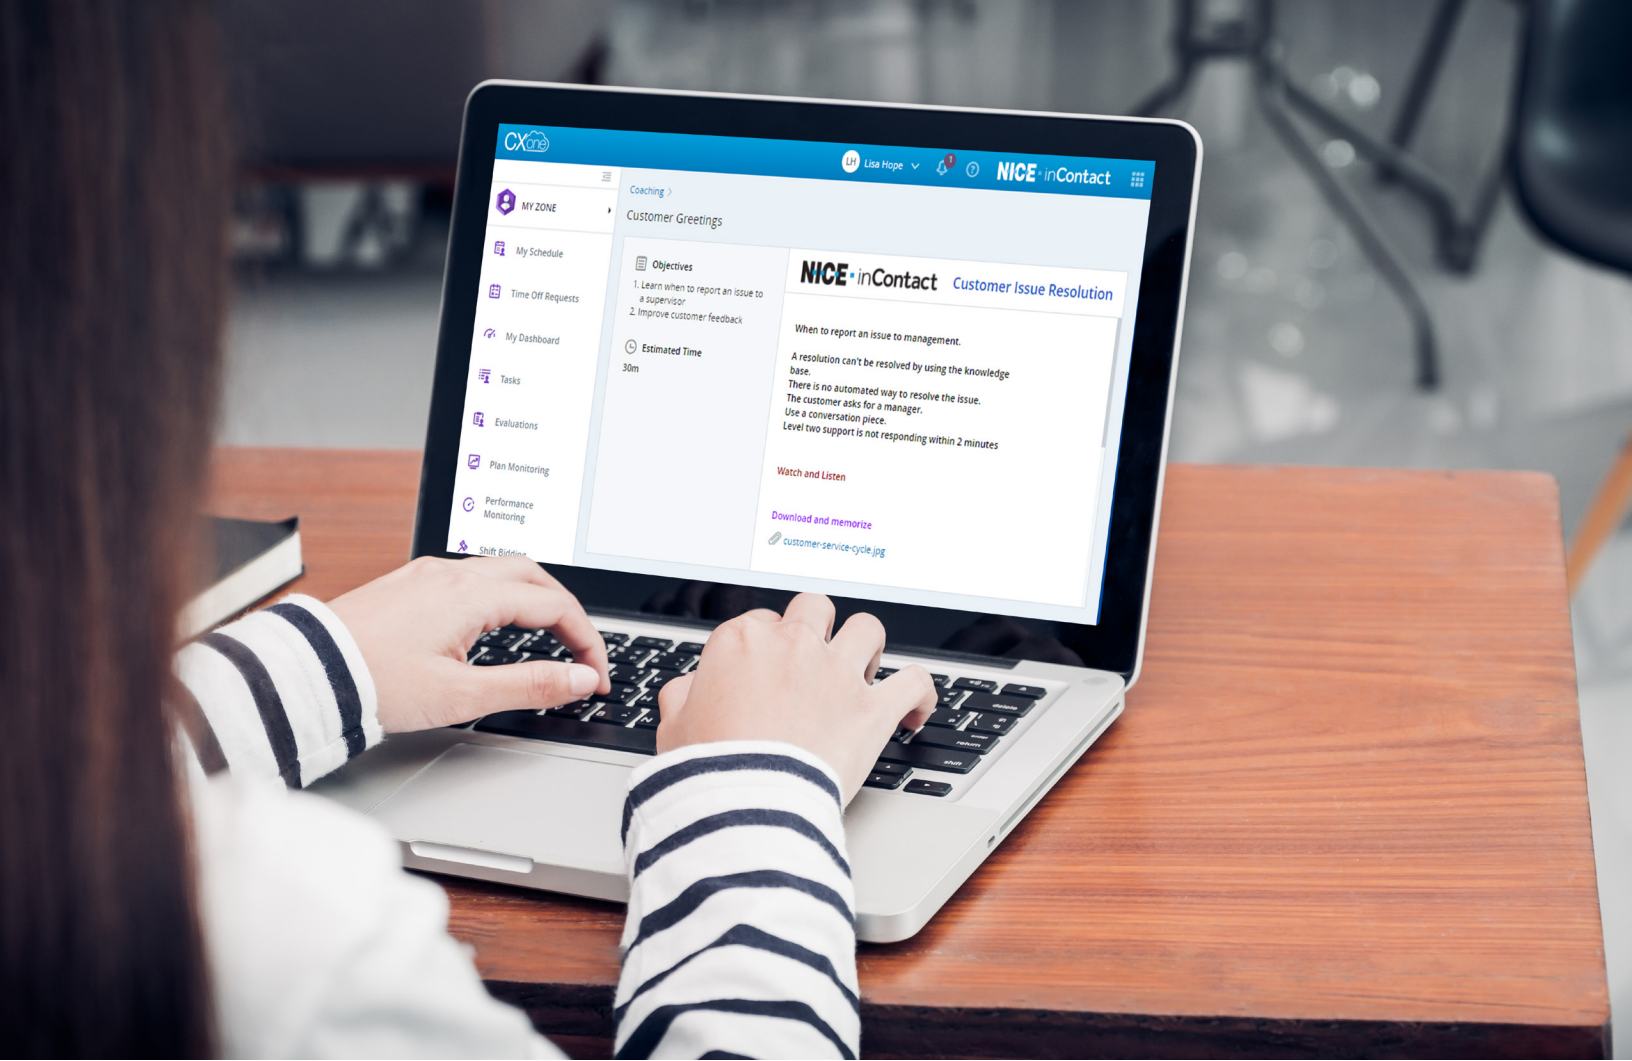 CXone
LH Lisa Hope
1
?
NICE inContact
MY ZONE
My Schedule
Time Off Requests
My Dashboard
Tasks
Evaluations
Plan Monitoring
Performance
Monitoring
Shift Bidding
Coaching >
Customer Greetings
Objectives
1. Learn when to report an issue to
a supervisor
2. Improve customer feedback
Estimated Time
30m
NICE inContact Customer Issue Resolution
When to report an issue to management.
A resolution can't be resolved by using the knowledge
base.
There is no automated way to resolve the issue.
The customer asks for a manager.
Use a conversation piece.
Level two support is not responding within 2 minutes
Watch and Listen
Download and memorize
customer-service-cycle.jpg
delete
return
shift